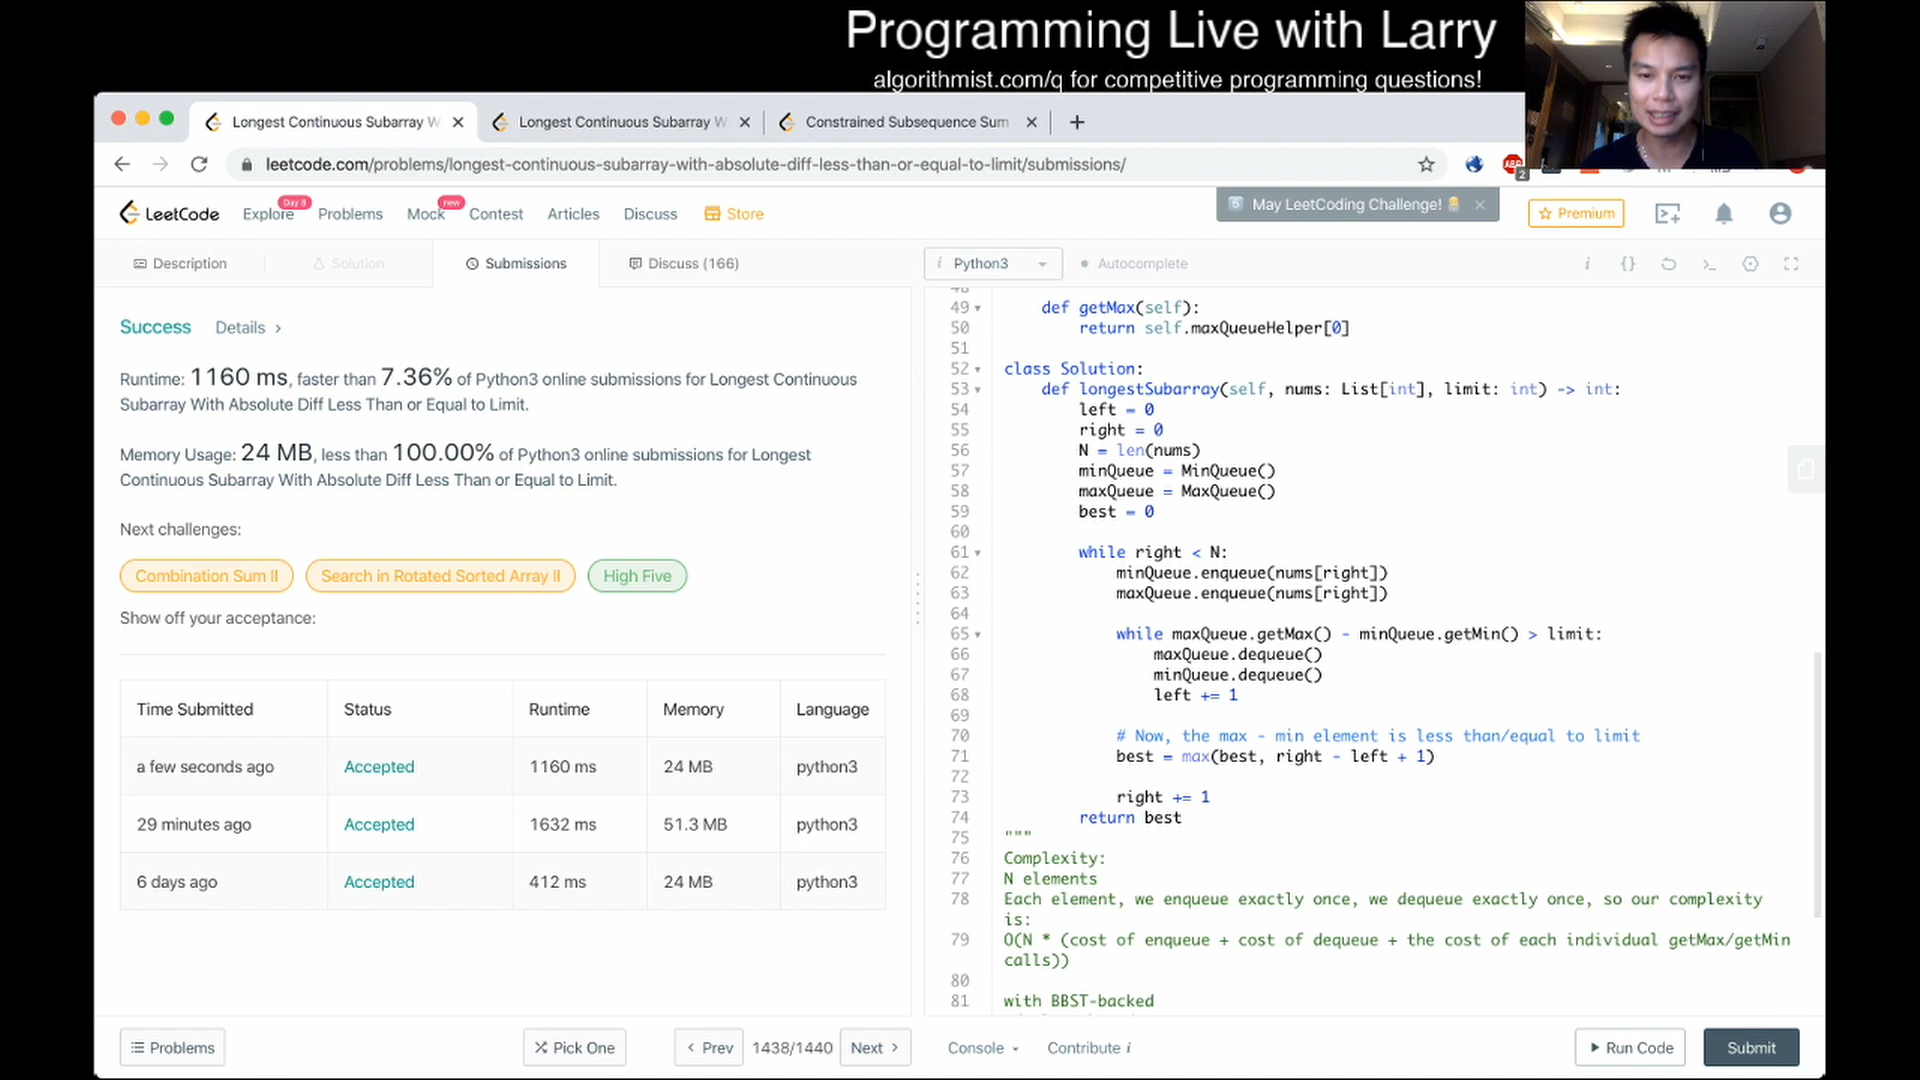 Programming Live with Larry
algorithmist.com/q for competitive programming questions!
Longest Continuous Subarray W
Longest Continuous Subarray W
Constrained Subsequence Sum
leetcode.com/problems/longest-continuous-subarray-with-absolute-diff-less-than-or-equal-to-limit/submissions/
ABP
2
LeetCode
Explore
Day 8
Problems
Mock
new
Contest
Articles
Discuss
Store
May LeetCoding Challenge!
Premium
Description
Solution
Submissions
Discuss (166)
i Python3
Autocomplete
i {} >_
Success Details >
Runtime: 1160 ms, faster than 7.36% of Python3 online submissions for Longest Continuous
Subarray With Absolute Diff Less Than or Equal to Limit.
Memory Usage: 24 MB, less than 100.00% of Python3 online submissions for Longest
Continuous Subarray With Absolute Diff Less Than or Equal to Limit.
Next challenges:
Combination Sum II
Search in Rotated Sorted Array II
High Five
Show off your acceptance:
Time Submitted Status Runtime Memory Language
a few seconds ago Accepted 1160 ms 24 MB python3
29 minutes ago Accepted 1632 ms 51.3 MB python3
6 days ago Accepted 412 ms 24 MB python3
48
49 def getMax(self):
50 return self.maxQueueHelper[0]
51
52 class Solution:
53 def longestSubarray(self, nums: List[int], limit: int) -> int:
54 left = 0
55 right = 0
56 N = len(nums)
57 minQueue = MinQueue()
58 maxQueue = MaxQueue()
59 best = 0
60
61 while right < N:
62 minQueue.enqueue(nums[right])
63 maxQueue.enqueue(nums[right])
64
65 while maxQueue.getMax() - minQueue.getMin() > limit:
66 maxQueue.dequeue()
67 minQueue.dequeue()
68 left += 1
69
70 # Now, the max - min element is less than/equal to limit
71 best = max(best, right - left + 1)
72
73 right += 1
74 return best
75 """
76 Complexity:
77 N elements
78 Each element, we enqueue exactly once, we dequeue exactly once, so our complexity
is:
79 O(N * (cost of enqueue + cost of dequeue + the cost of each individual getMax/getMin
calls))
80
81 with BBST-backed
Problems
Pick One
< Prev
1438/1440
Next >
Console
Contribute i
Run Code
Submit